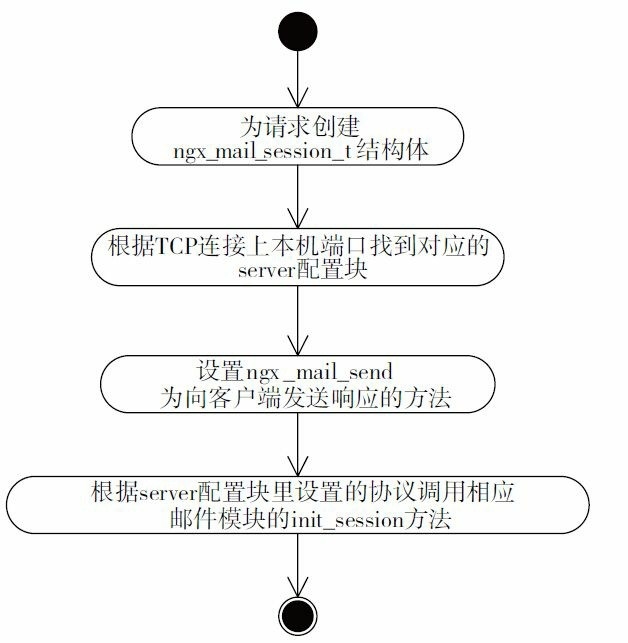 为请求创建
ngx_mail_session_t结构体
根据TCP连接上本机端口找到对应的
server配置块
设置ngx_mail_send
为向客户端发送响应的方法
根据server配置块里设置的协议调用相应
邮件模块的init_session方法